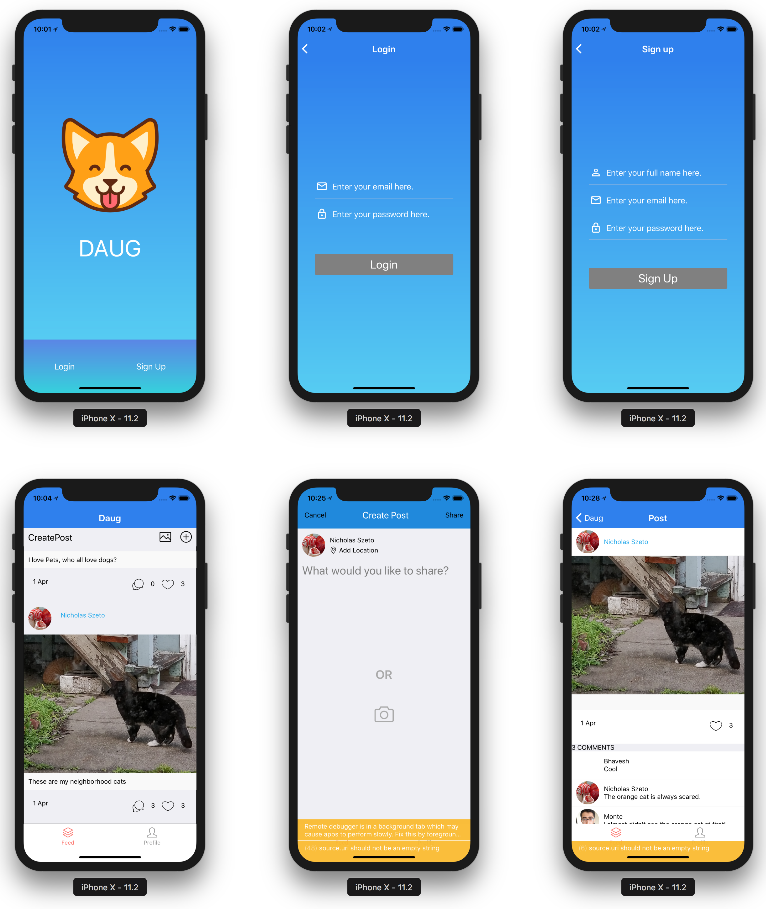 10:01
DAUG
Login
Sign Up
iPhone X - 11.2
10:02
Login
Enter your email here.
Enter your password here.
Login
iPhone X - 11.2
10:02
Sign up
Enter your full name here.
Enter your email here.
Enter your password here.
Sign Up
iPhone X - 11.2
10:04
Daug
CreatePost
I love Pets, who all love dogs?
1 Apr
0
3
Nicholas Szeto
These are my neighborhood cats
1 Apr
3
3
Feed
Profile
iPhone X - 11.2
10:25
Cancel
Create Post
Share
Nicholas Szeto
Add Location
What would you like to share?
OR
Remote debugger is in a background tab which may
cause apps to perform slowly. Fix this by foregroun...
source.uri should not be an empty string
iPhone X - 11.2
10:28
Daug
Post
Nicholas Szeto
1 Apr
3
3 COMMENTS
Bhavesh
Cool
Nicholas Szeto
The orange cat is always scared.
Monte
source.uri should not be an empty string
iPhone X - 11.2